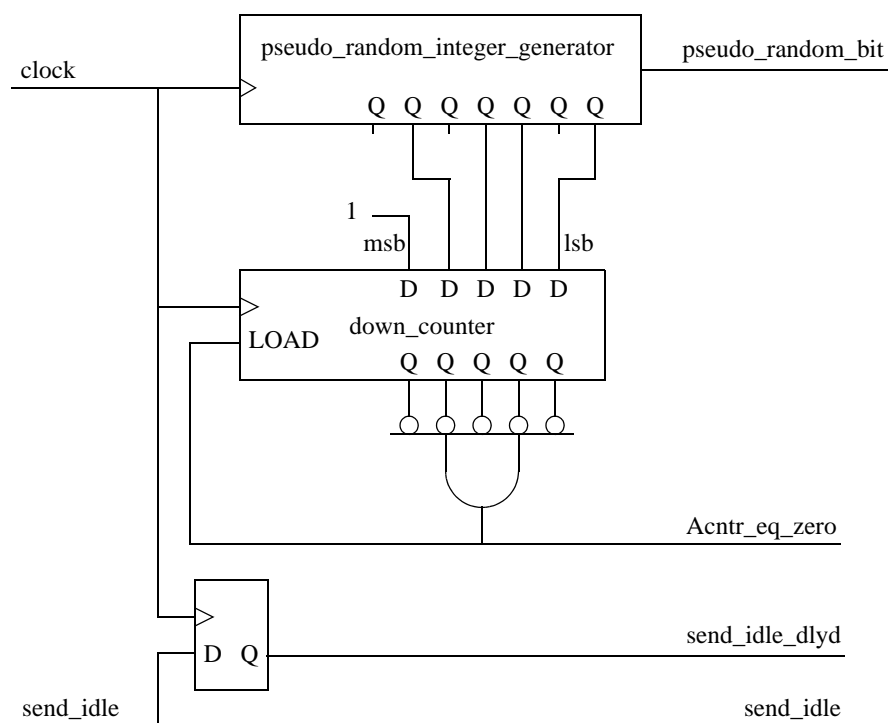 pseudo_random_integer_generator
pseudo_random_bit
clock
Q Q Q Q Q Q Q
1
msb
lsb
D D D D D
down_counter
LOAD
Q Q Q Q Q
Acntr_eq_zero
send_idle_dlyd
D Q
send_idle
send_idle